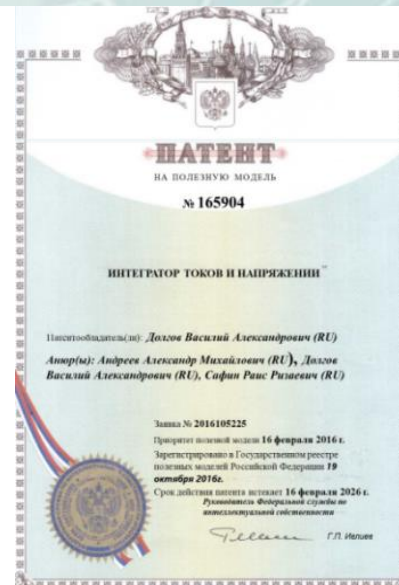 ПАТЕНТ
НА ПОЛЕЗНУЮ МОДЕЛЬ
№ 165904
ИНТЕГРАТОР ТОКОВ И НАПРЯЖЕНИИ
Патентообладатель(ли): Долгов Василий Александрович (RU)
Автор(ы): Андреев Александр Михайлович (RU), Долгов
Василий Александрович (RU), Сафин Раис Ризаевич (RU)
Заявка № 2016105225
Приоритет полезной модели 16 февраля 2016 г.
Зарегистрировано в Государственном реестре
полезных моделей Российской Федерации 19
октября 2016г.
Срок действия патента истекает 16 февраля 2026 г.
Руководитель Федеральной службы по
интеллектуальной собственности
Г.П. Ивлиев